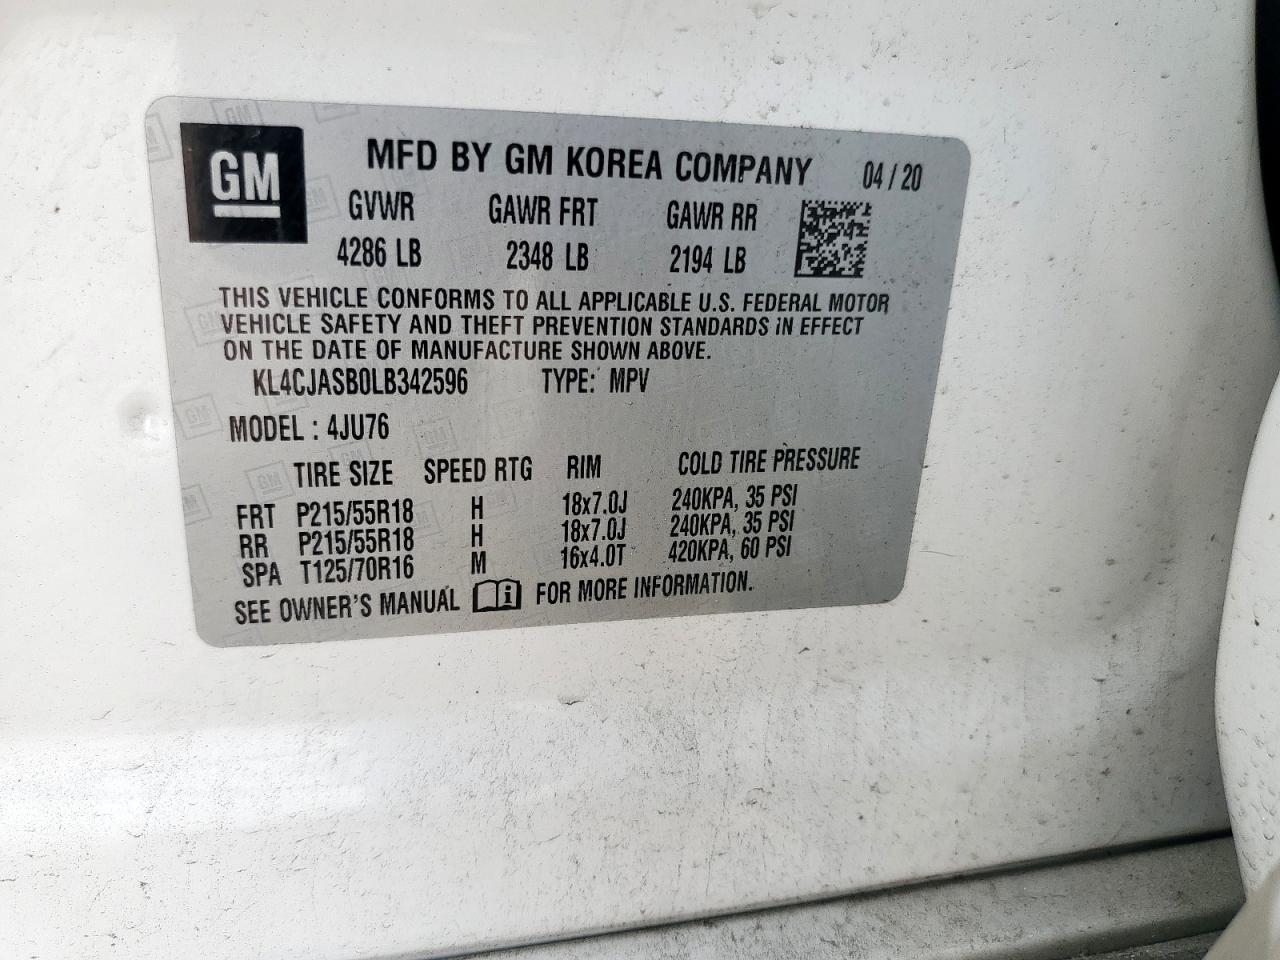 GM
MFD BY GM KOREA COMPANY 04 / 20
GVWR GAWR FRT GAWR RR
4286 LB 2348 LB 2194 LB
THIS VEHICLE CONFORMS TO ALL APPLICABLE U.S. FEDERAL MOTOR
VEHICLE SAFETY AND THEFT PREVENTION STANDARDS IN EFFECT
ON THE DATE OF MANUFACTURE SHOWN ABOVE.
KL4CJASB0LB342596 TYPE: MPV
MODEL : 4JU76
TIRE SIZE SPEED RTG RIM COLD TIRE PRESSURE
FRT P215/55R18 H 18x7.0J 240KPA, 35 PSI
RR P215/55R18 H 18x7.0J 240KPA, 35 PSI
SPA T125/70R16 M 16x4.0T 420KPA, 60 PSI
SEE OWNER'S MANUAL i FOR MORE INFORMATION.